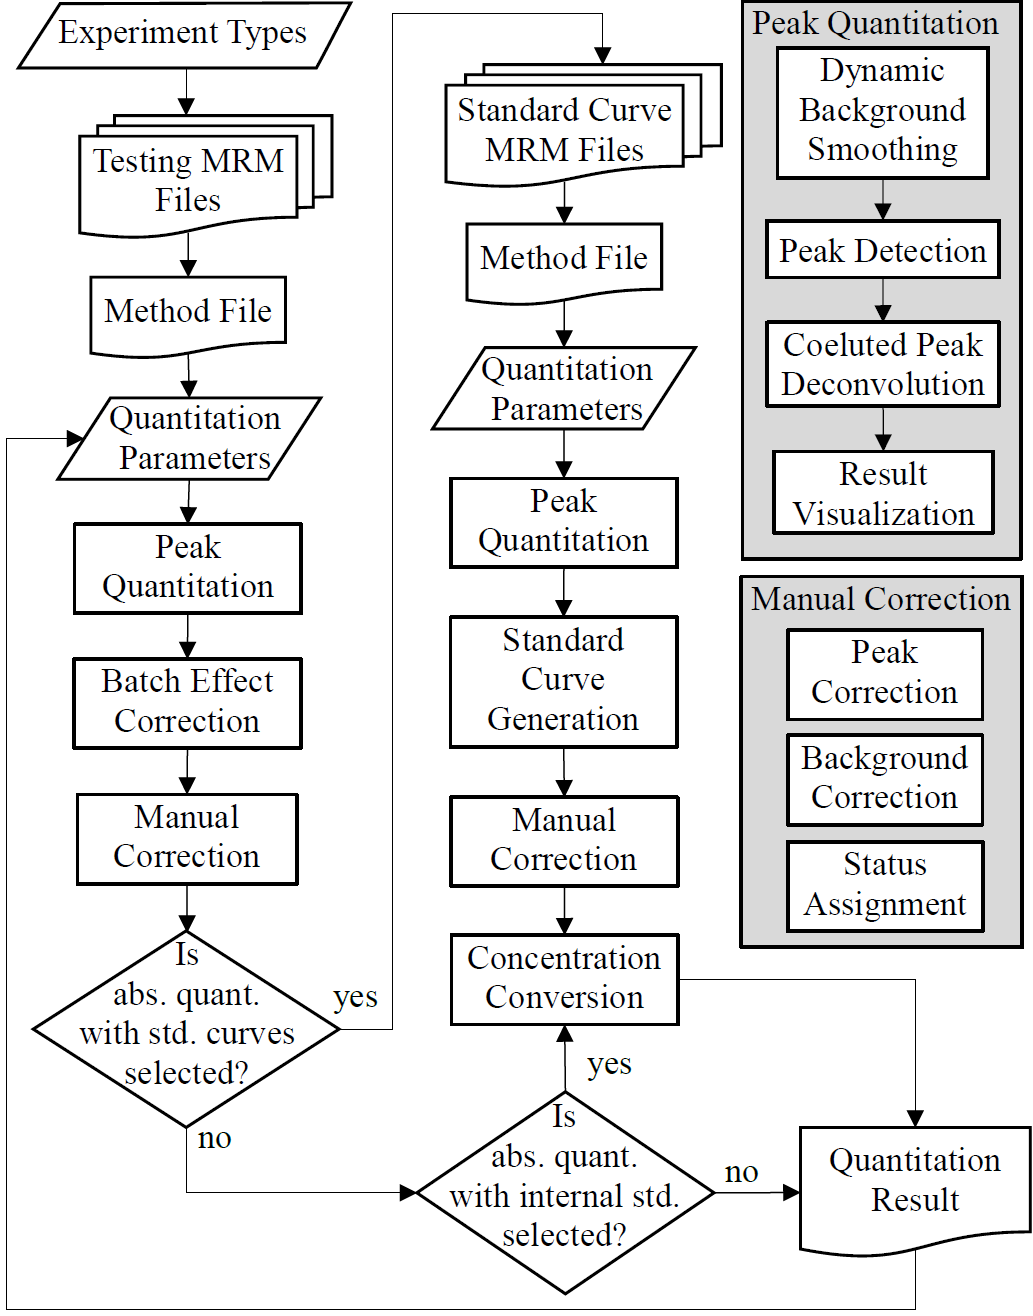 Experiment Types
Testing MRM
Files
Method File
Quantitation
Parameters
Peak
Quantitation
Batch Effect
Correction
Manual
Correction
Is
abs. quant.
with std. curves
selected?
yes
no
Standard Curve
MRM Files
Method File
Quantitation
Parameters
Peak
Quantitation
Standard
Curve
Generation
Manual
Correction
Concentration
Conversion
yes
Is
abs. quant.
with internal std.
selected?
no
Quantitation
Result
Peak Quantitation
Dynamic
Background
Smoothing
Peak Detection
Coeluted Peak
Deconvolution
Result
Visualization
Manual Correction
Peak
Correction
Background
Correction
Status
Assignment